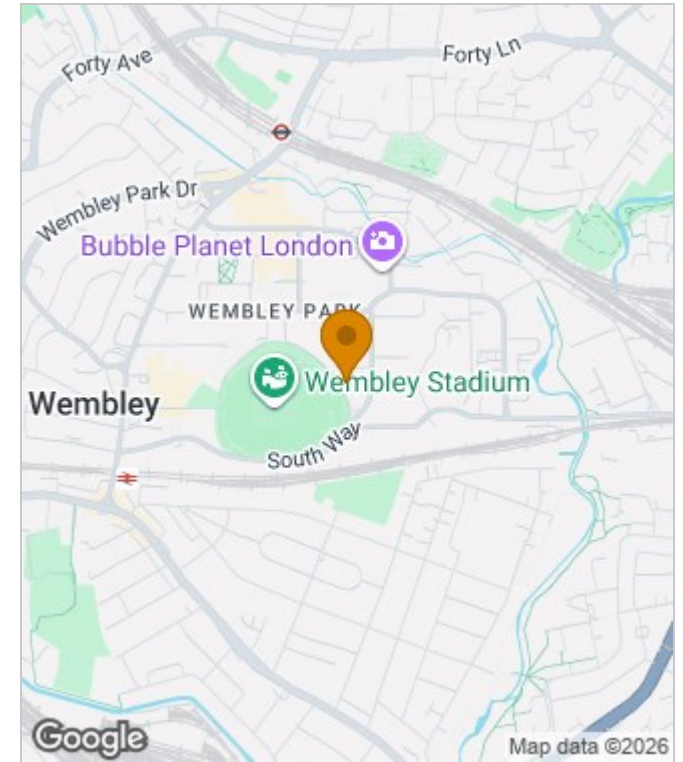 Forty Ave
Forty Ln
Wembley Park Dr
Bubble Planet London
WEMBLEY PARK
Wembley Stadium
Wembley
South Way
Google
Map data ©2026